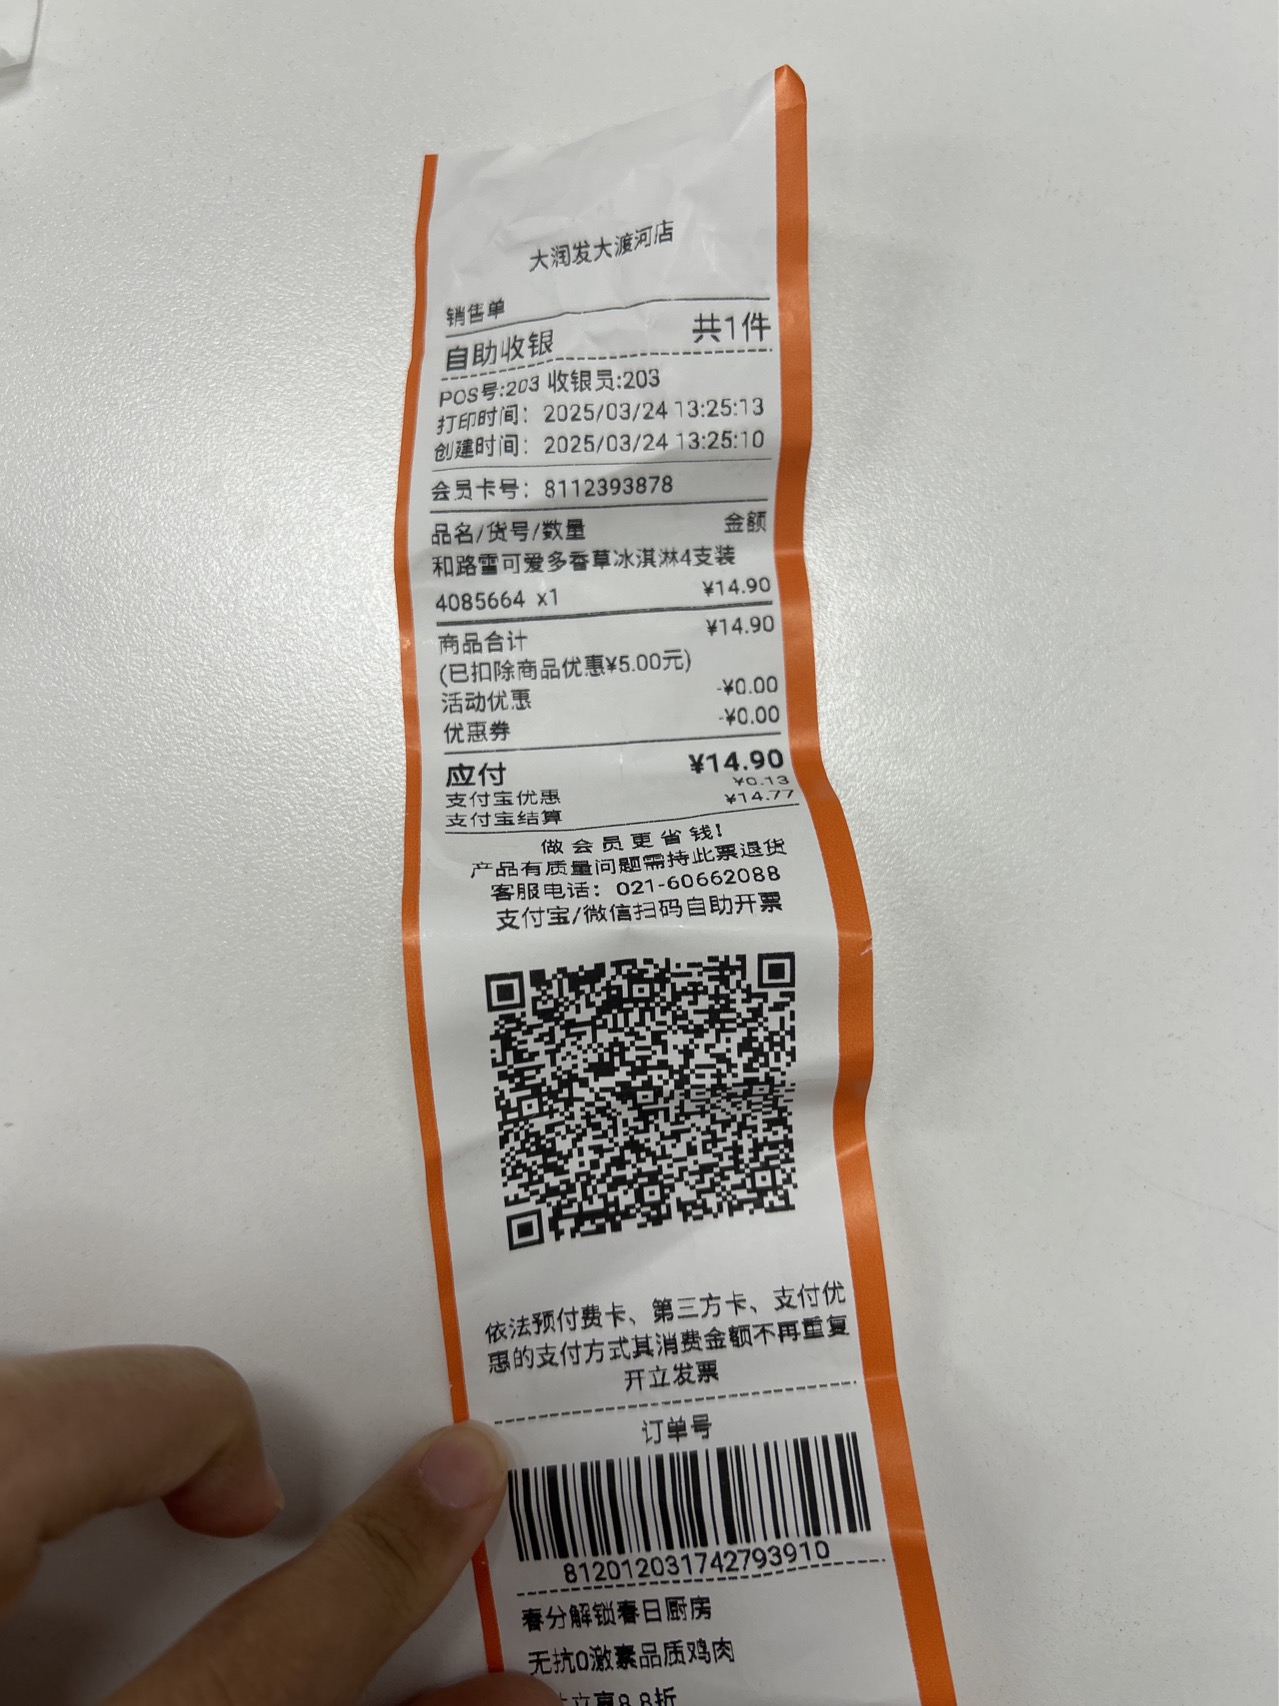 大润发大渡河店
销售单
自助收银 共1件
POS号:203 收银员:203
打印时间： 2025/03/24 13:25:13
创建时间： 2025/03/24 13:25:10
会员卡号： 8112393878
品名/货号/数量 金额
和路雪可爱多香草冰淇淋4支装
4085664 x1 ¥14.90
商品合计 ¥14.90
(已扣除商品优惠¥5.00元)
活动优惠 -¥0.00
优惠券 -¥0.00
应付 ¥14.90
支付宝优惠 ¥0.13
支付宝结算 ¥14.77
做会员更省钱!
产品有质量问题需持此票退货
客服电话： 021-60662088
支付宝/微信扫码自助开票
依法预付费卡、第三方卡、支付优
惠的支付方式其消费金额不再重复
开立发票
订单号
812012031742793910
春分解锁春日厨房
无抗0激素品质鸡肉
立享8.8折